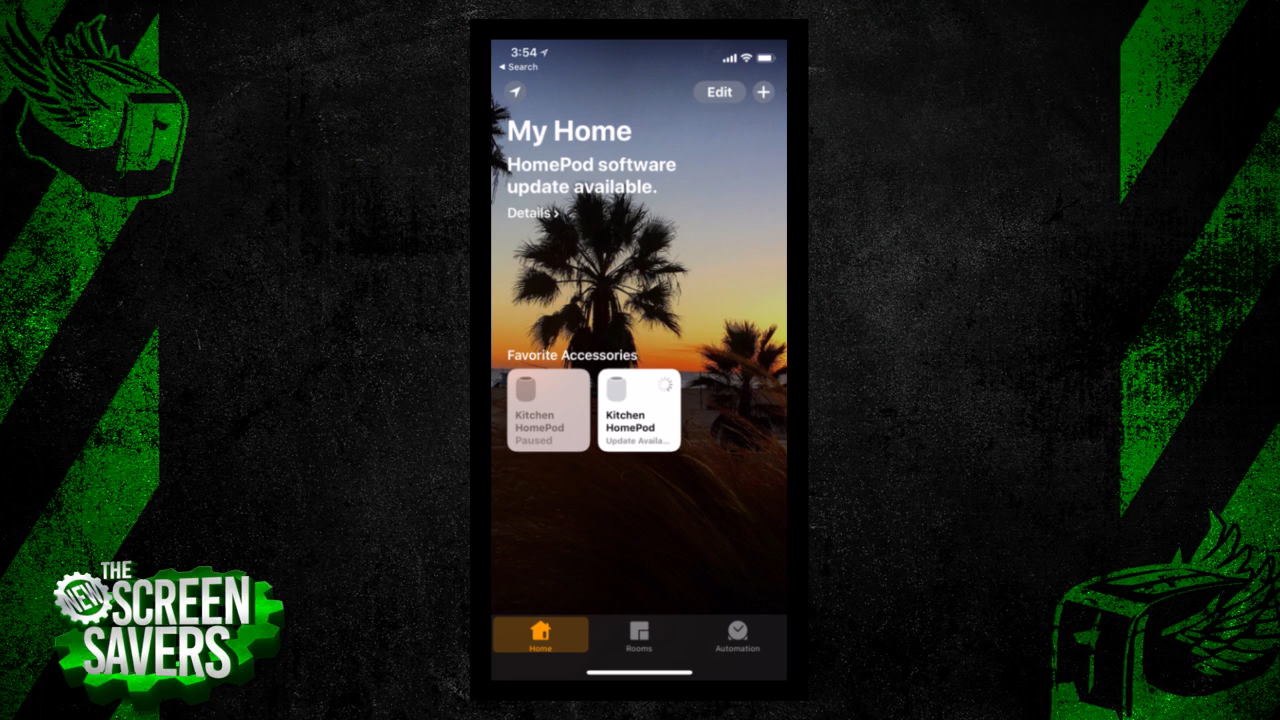 3:54
Search
Edit
My Home
HomePod software
update available.
Details
Favorite Accessories
Kitchen
HomePod
Paused
Kitchen
HomePod
Update Availa...
Home
Rooms
Automation
THE
NEW SCREEN
SAVERS